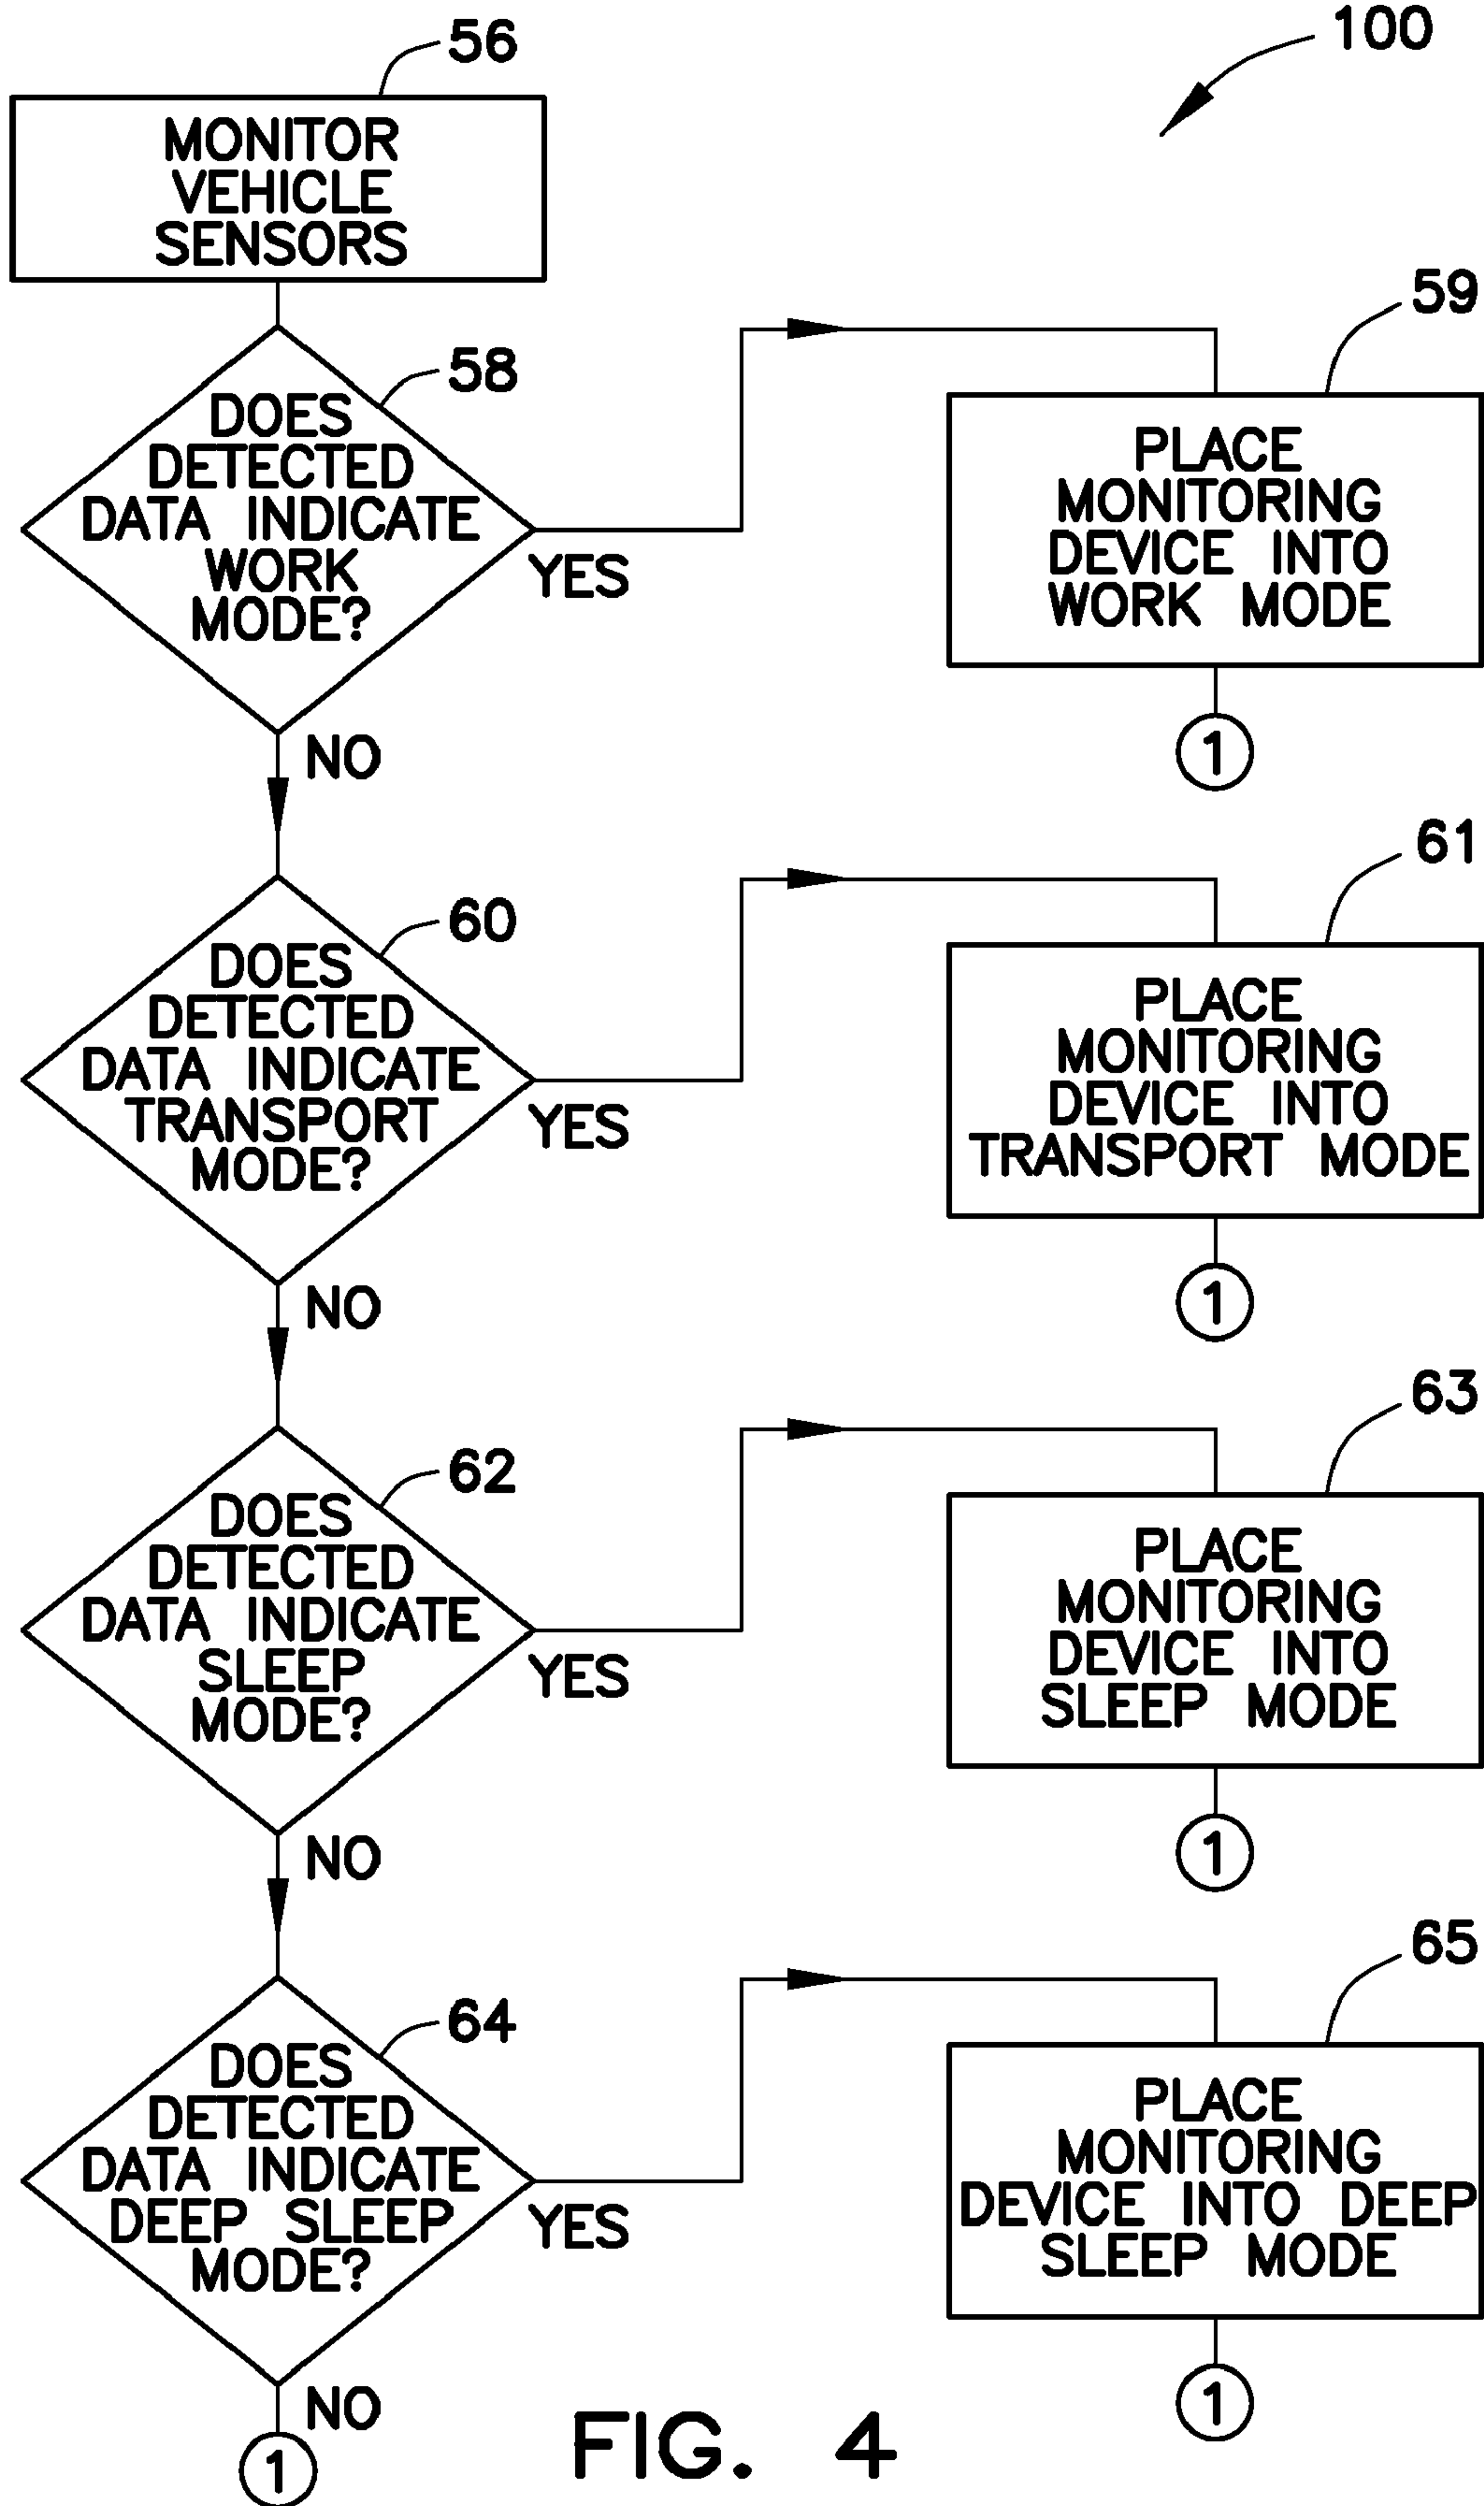 56
100
MONITOR
VEHICLE
SENSORS
59
58
DOES
DETECTED
DATA INDICATE
WORK
MODE?
YES
PLACE
MONITORING
DEVICE INTO
WORK MODE
NO
1
61
60
DOES
DETECTED
DATA INDICATE
TRANSPORT
MODE?
YES
PLACE
MONITORING
DEVICE INTO
TRANSPORT MODE
NO
1
63
62
DOES
DETECTED
DATA INDICATE
SLEEP
MODE?
YES
PLACE
MONITORING
DEVICE INTO
SLEEP MODE
NO
1
65
64
DOES
DETECTED
DATA INDICATE
DEEP SLEEP
MODE?
YES
PLACE
MONITORING
DEVICE INTO DEEP
SLEEP MODE
NO
1
1
FIG. 4